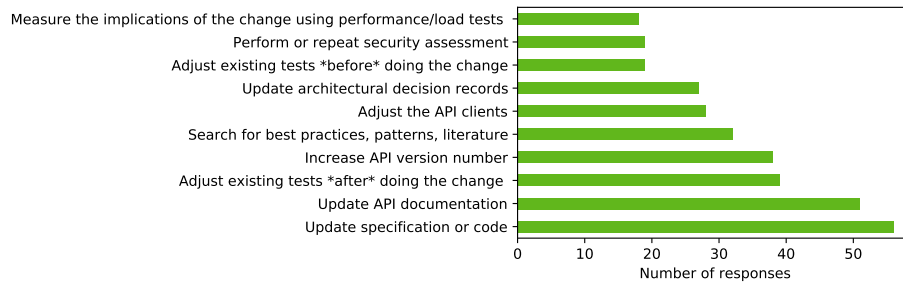 Measure the implications of the change using performance/load tests
Perform or repeat security assessment
Adjust existing tests *before* doing the change
Update architectural decision records
Adjust the API clients
Search for best practices, patterns, literature
Increase API version number
Adjust existing tests *after* doing the change
Update API documentation
Update specification or code
0 10 20 30 40 50
Number of responses